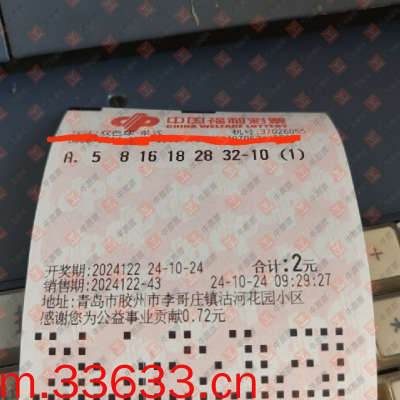 中国福利彩票
CHINA WELFARE LOTTERY
机号:37026055
A. 5 8 16 18 28 32-10 (1)
开奖期:2024122 24-10-24 合计:2元
销售期:2024122-43 24-10-24 09:29:27
地址:青岛市胶州市李哥庄镇沽河花园小区
感谢您为公益事业贡献0.72元
m.33633.cn